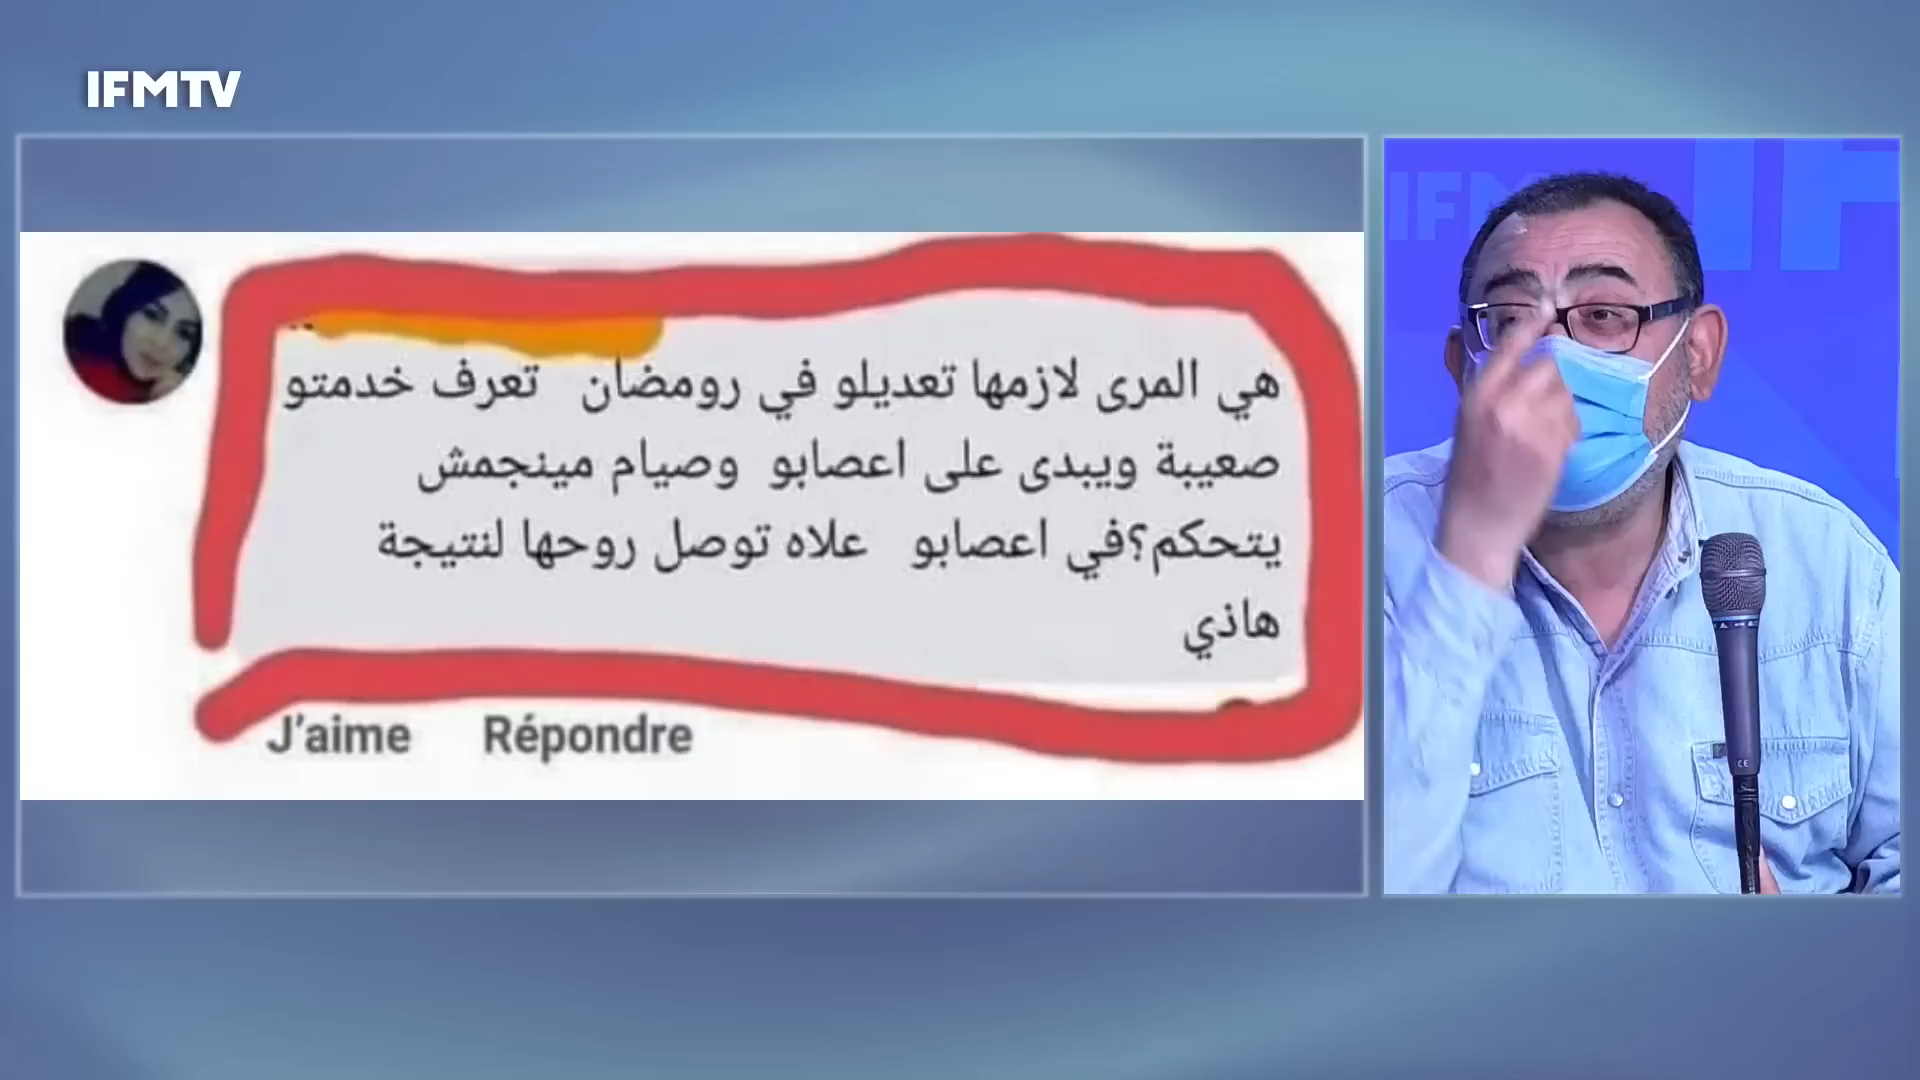 IFMTV
هي المرى لازمها تعديلو في رومضان تعرف خدمتو
صعيبة ويبدى على اعصابو وصيام مينجمش
يتحكم؟في اعصابو علاه توصل روحها لنتيجة
هاذي
J'aime Répondre